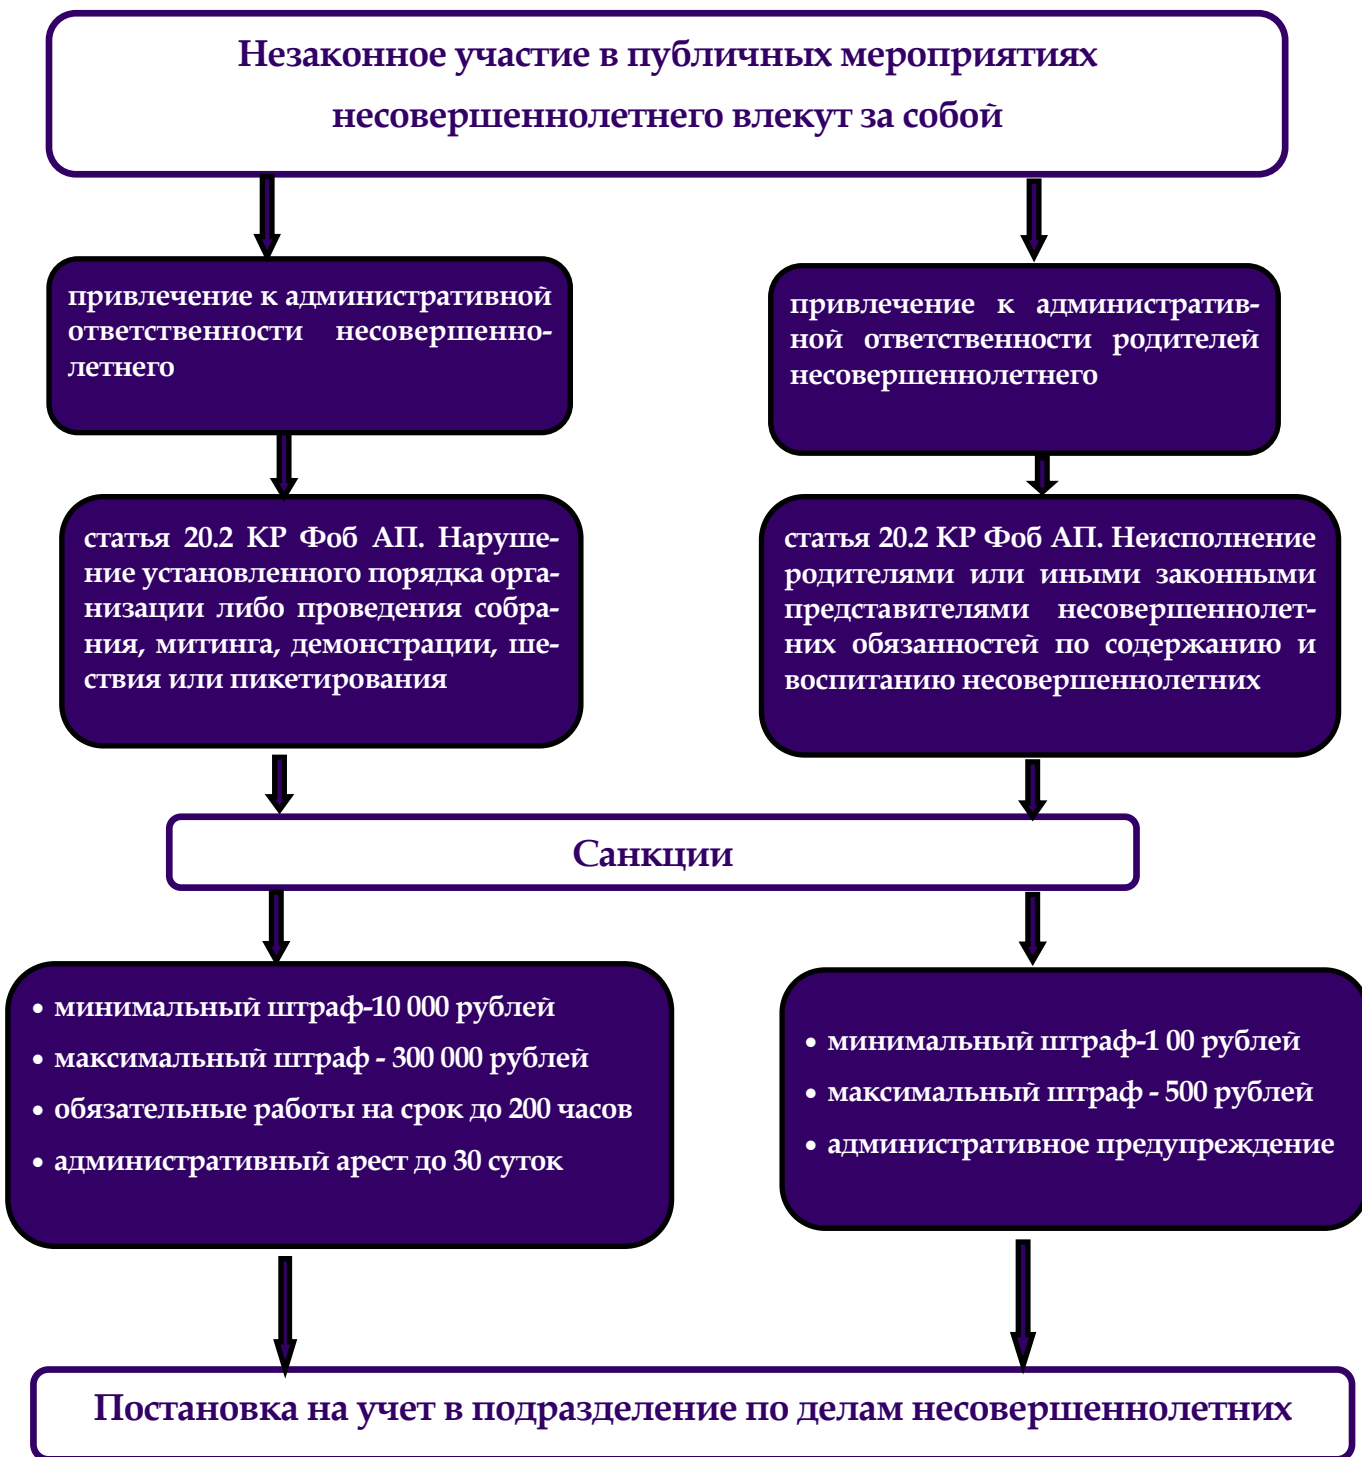 Незаконное участие в публичных мероприятиях
несовершеннолетнего влекут за собой
привлечение к административной
ответственности несовершенно-
летнего
привлечение к административ-
ной ответственности родителей
несовершеннолетнего
статья 20.2 КР Фоб АП. Наруше-
ние установленного порядка орга-
низации либо проведения собра-
ния, митинга, демонстрации, ше-
ствия или пикетирования
статья 20.2 КР Фоб АП. Неисполнение
родителями или иными законными
представителями несовершеннолет-
них обязанностей по содержанию и
воспитанию несовершеннолетних
Санкции
• минимальный штраф-10 000 рублей
• максимальный штраф - 300 000 рублей
• обязательные работы на срок до 200 часов
• административный арест до 30 суток
• минимальный штраф-1 00 рублей
• максимальный штраф - 500 рублей
• административное предупреждение
Постановка на учет в подразделение по делам несовершеннолетних